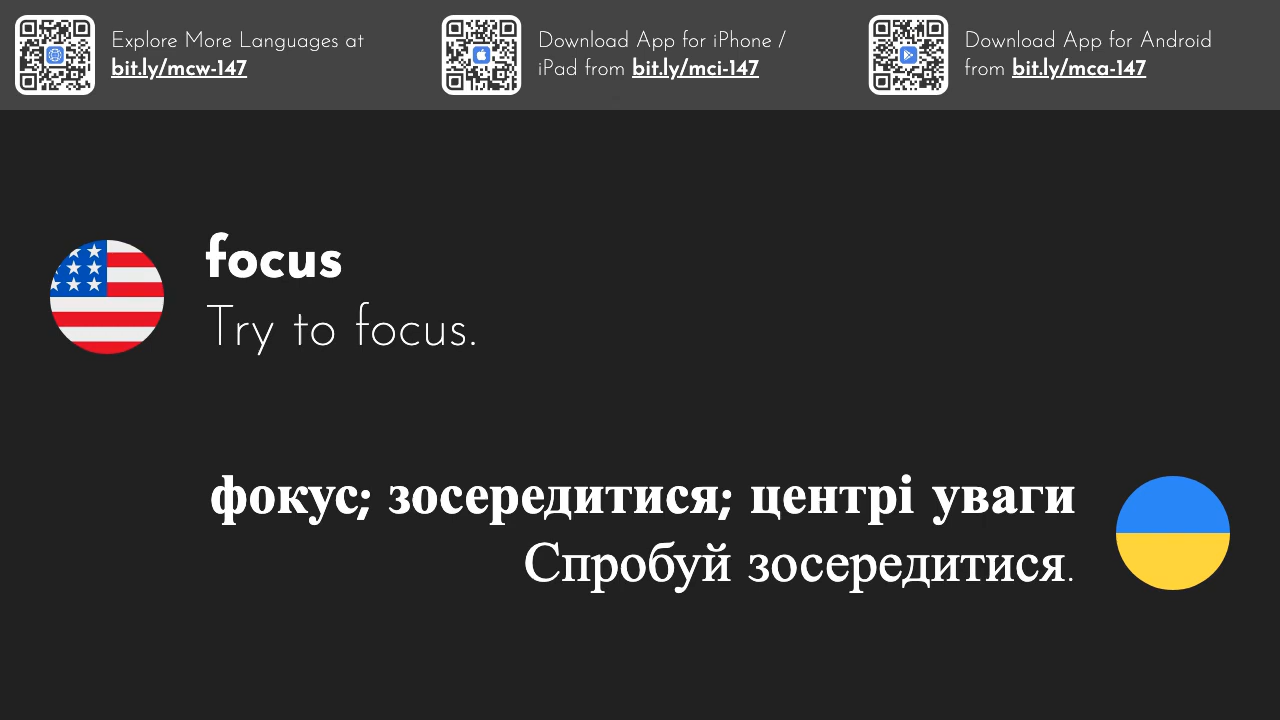 Explore More Languages at
bit.ly/mcw-147
Download App for iPhone /
iPad from bit.ly/mci-147
Download App for Android
from bit.ly/mca-147
focus
Try to focus.
фокус; зосередитися; центрі уваги
Спробуй зосередитися.